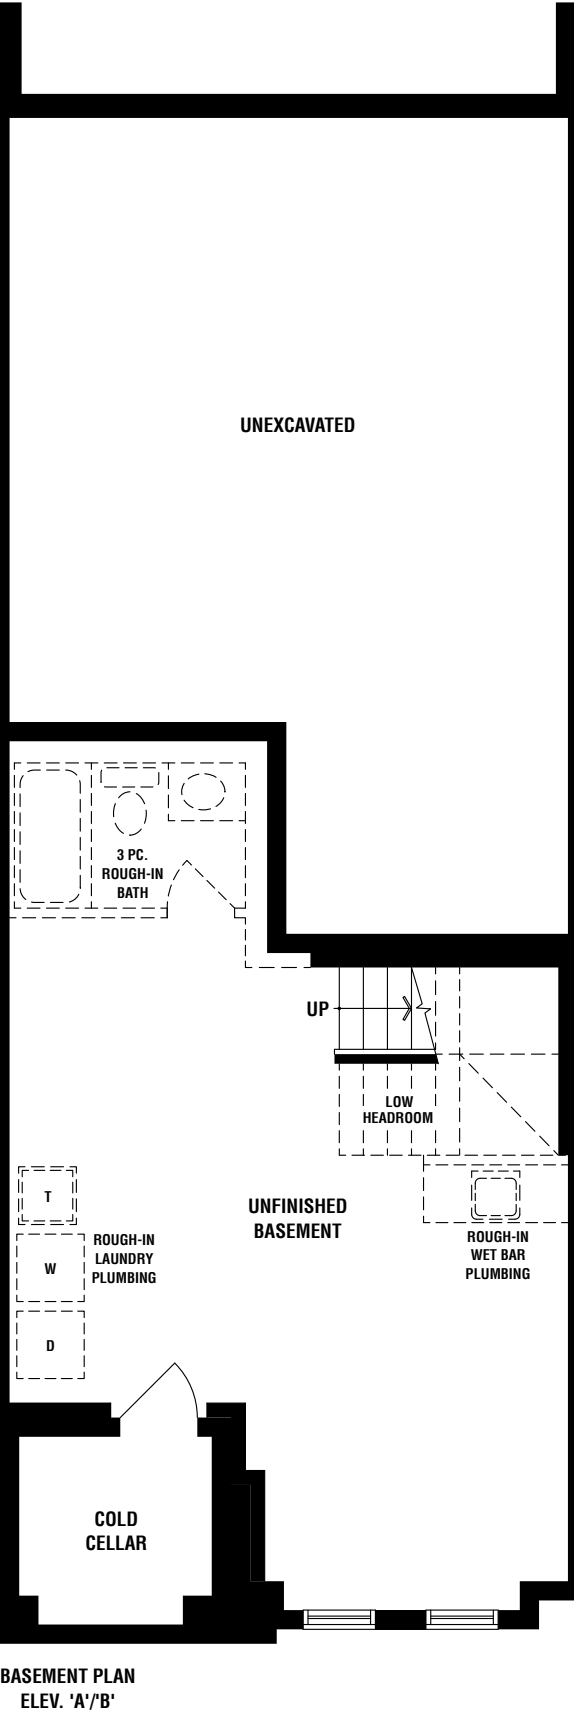 UNEXCAVATED
3 PC.
ROUGH-IN
BATH
UP
LOW
HEADROOM
T
W
D
ROUGH-IN
LAUNDRY
PLUMBING
UNFINISHED
BASEMENT
ROUGH-IN
WET BAR
PLUMBING
COLD
CELLAR
BASEMENT PLAN
ELEV. 'A'/'B'